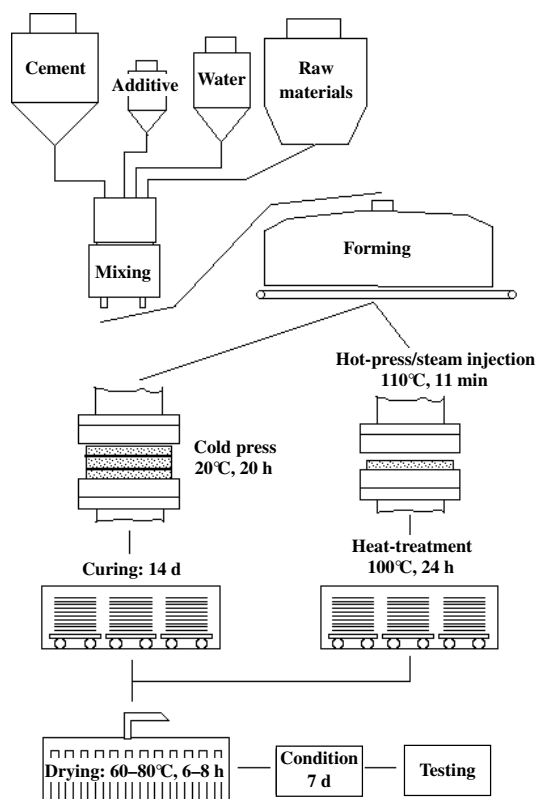 Cement
Additive
Water
Raw
materials
Mixing
Forming
Hot-press/steam injection
110°C, 11 min
Cold press
20°C, 20 h
Curing: 14 d
Heat-treatment
100°C, 24 h
Drying: 60–80°C, 6–8 h
Condition
7 d
Testing